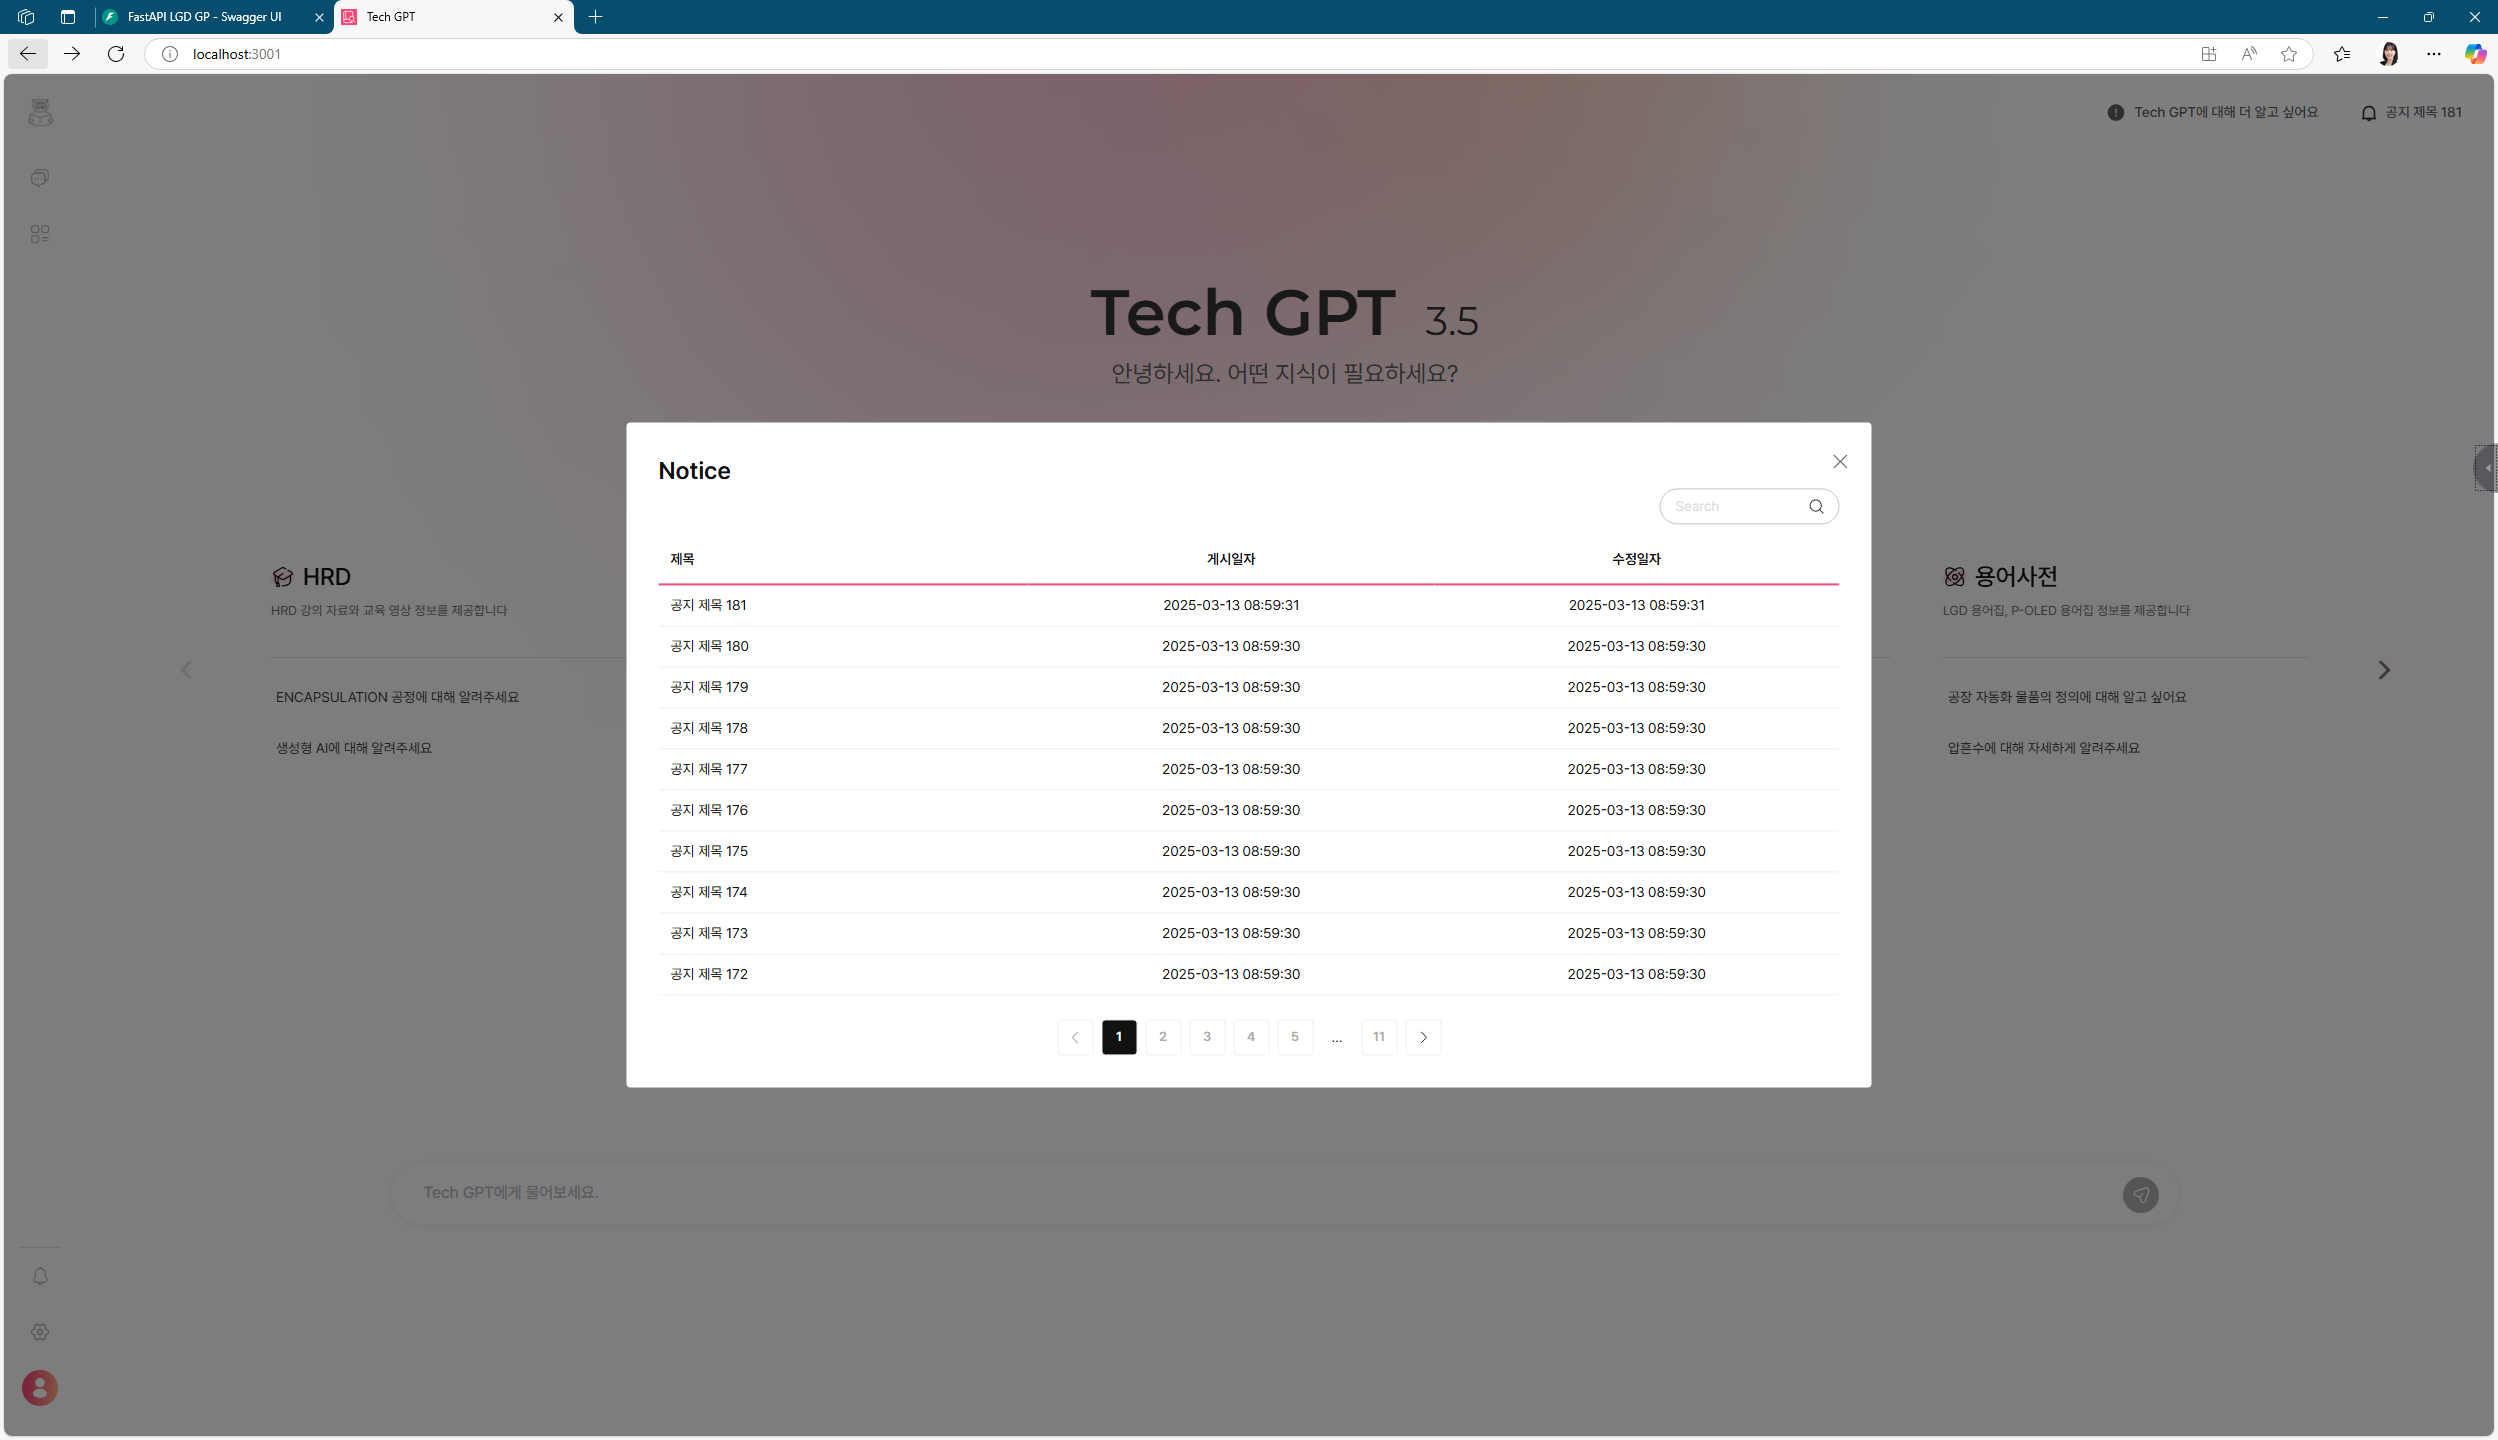 FastAPI LGD GP - Swagger UI
Tech GPT
localhost:3001
Tech GPT에 대해 더 알고 싶어요
공지 제목 181
Tech GPT 3.5
안녕하세요. 어떤 지식이 필요하세요?
HRD
HRD 강의 자료와 교육 영상 정보를 제공합니다
ENCAPSULATION 공정에 대해 알려주세요
생성형 AI에 대해 알려주세요
Notice
Search
제목 게시일자 수정일자
공지 제목 181 2025-03-13 08:59:31 2025-03-13 08:59:31
공지 제목 180 2025-03-13 08:59:30 2025-03-13 08:59:30
공지 제목 179 2025-03-13 08:59:30 2025-03-13 08:59:30
공지 제목 178 2025-03-13 08:59:30 2025-03-13 08:59:30
공지 제목 177 2025-03-13 08:59:30 2025-03-13 08:59:30
공지 제목 176 2025-03-13 08:59:30 2025-03-13 08:59:30
공지 제목 175 2025-03-13 08:59:30 2025-03-13 08:59:30
공지 제목 174 2025-03-13 08:59:30 2025-03-13 08:59:30
공지 제목 173 2025-03-13 08:59:30 2025-03-13 08:59:30
공지 제목 172 2025-03-13 08:59:30 2025-03-13 08:59:30
1 2 3 4 5 ... 11
용어사전
LGD 용어집, P-OLED 용어집 정보를 제공합니다
공장 자동화 물품의 정의에 대해 알고 싶어요
압흔수에 대해 자세하게 알려주세요
Tech GPT에게 물어보세요.